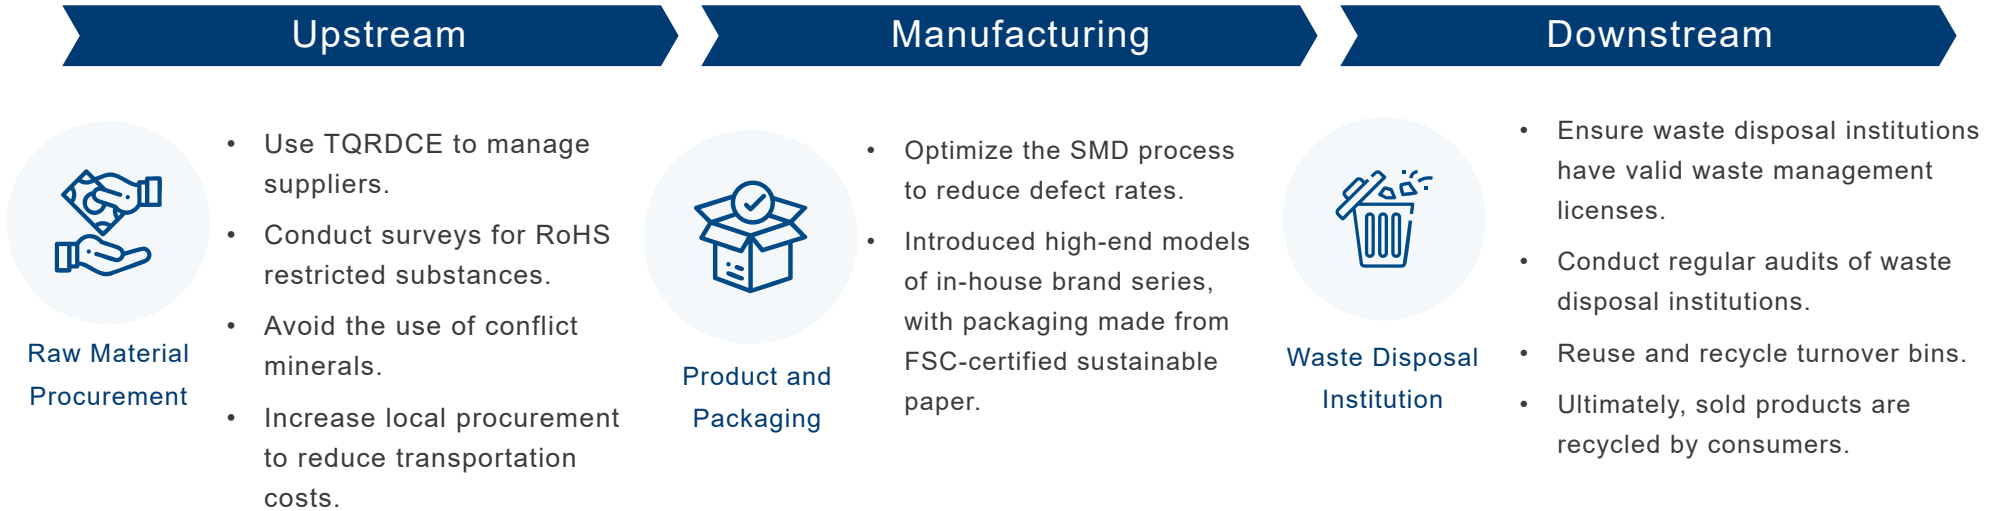 Upstream
Manufacturing
Downstream
Raw Material
Procurement
• Use TQRDCE to manage
suppliers.
• Conduct surveys for RoHS
restricted substances.
• Avoid the use of conflict
minerals.
• Increase local procurement
to reduce transportation
costs.
Product and
Packaging
• Optimize the SMD process
to reduce defect rates.
• Introduced high-end models
of in-house brand series,
with packaging made from
FSC-certified sustainable
paper.
Waste Disposal
Institution
• Ensure waste disposal institutions
have valid waste management
licenses.
• Conduct regular audits of waste
disposal institutions.
• Reuse and recycle turnover bins.
• Ultimately, sold products are
recycled by consumers.